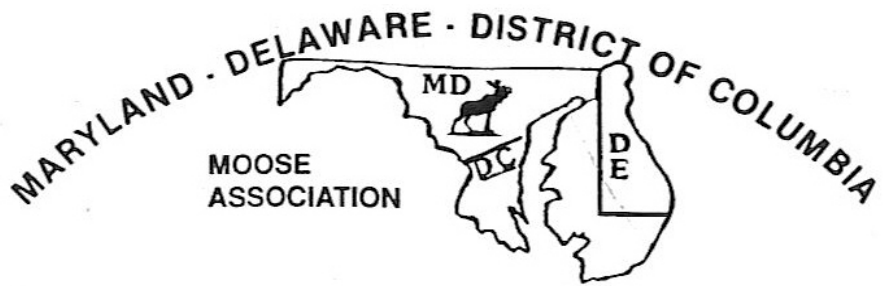 MARYLAND - DELAWARE - DISTRICT OF COLUMBIA
MD
MOOSE
ASSOCIATION
DC
DE